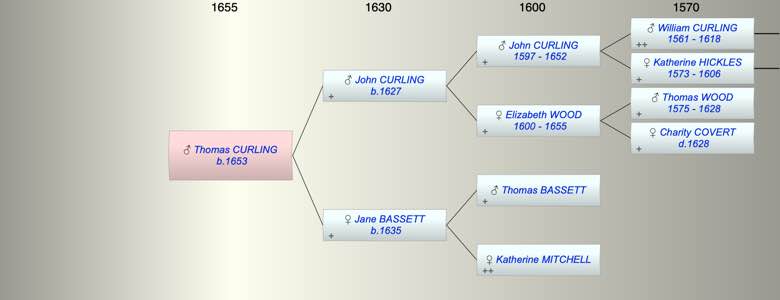 1655 1630 1600 1570
♂ William CURLING
1561 - 1618
++
♂ John CURLING
1597 - 1652
+
♀ Katherine HICKLES
1573 - 1606
+
♂ John CURLING
b.1627
+
♂ Thomas WOOD
1575 - 1628
+
♀ Elizabeth WOOD
1600 - 1655
+
♀ Charity COVERT
d.1628
+
♂ Thomas CURLING
b.1653
♂ Thomas BASSETT
+
♀ Jane BASSETT
b.1635
+
♀ Katherine MITCHELL
++